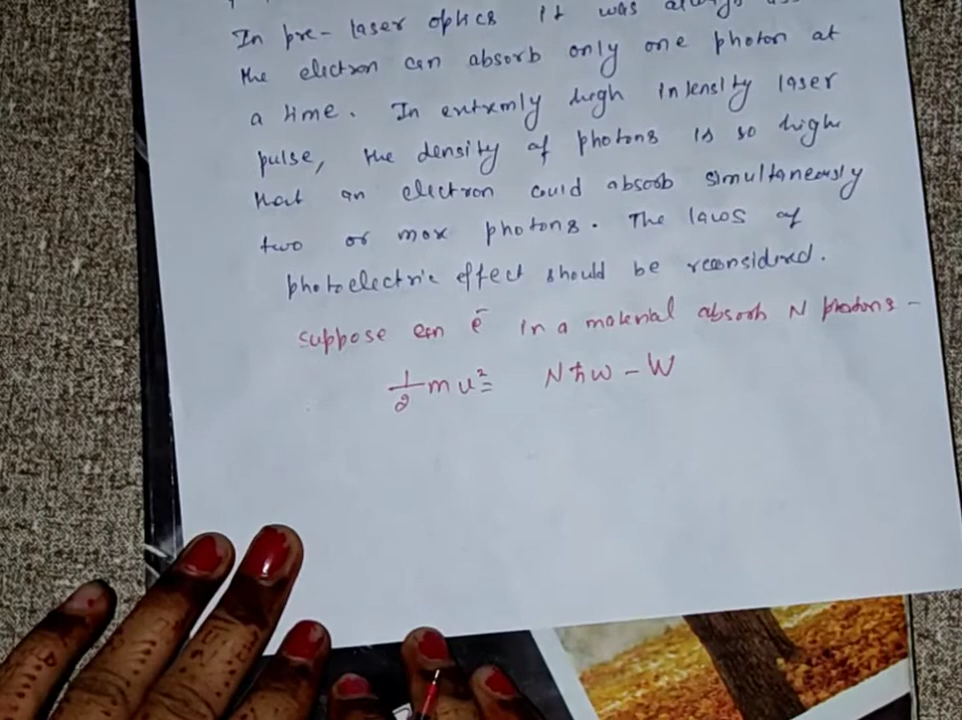 In pre-laser optics it was
the electron can absorb only one photon at
a time. In extrmly high intensity laser
pulse, the density of photons is so high
that an electron could absorb simultaneously
two or more photons. The laws of
photoelectric effect should be reconsidered.
suppose an e⁻ in a material absorb N photons -
1/2 mu² = Nħw - W